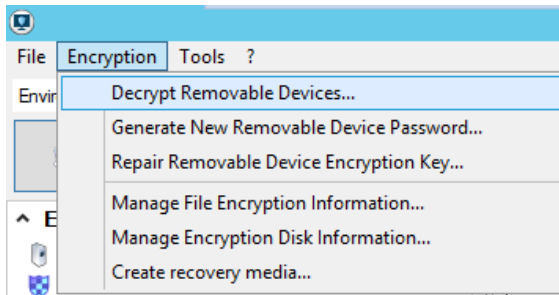 File Encryption Tools ?
Envir
Decrypt Removable Devices...
Generate New Removable Device Password...
Repair Removable Device Encryption Key...
Manage File Encryption Information...
E
Manage Encryption Disk Information...
Create recovery media...